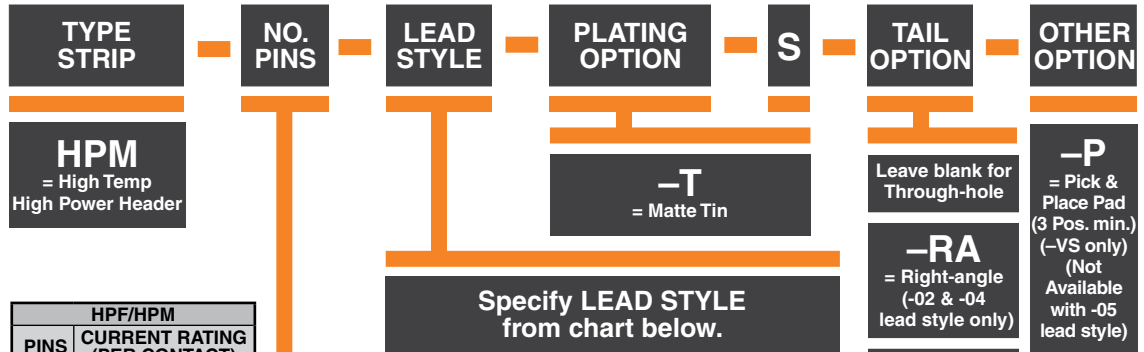 TYPE
STRIP
NO.
PINS
LEAD
STYLE
PLATING
OPTION
S
TAIL
OPTION
OTHER
OPTION
HPM
= High Temp
High Power Header
–T
= Matte Tin
Specify LEAD STYLE
from chart below.
Leave blank for
Through-hole
–RA
= Right-angle
(-02 & -04
lead style only)
–P
= Pick &
Place Pad
(3 Pos. min.)
(–VS only)
(Not
Available
with -05
lead style)
HPF/HPM
PINS
CURRENT RATING
(PER CONTACT)